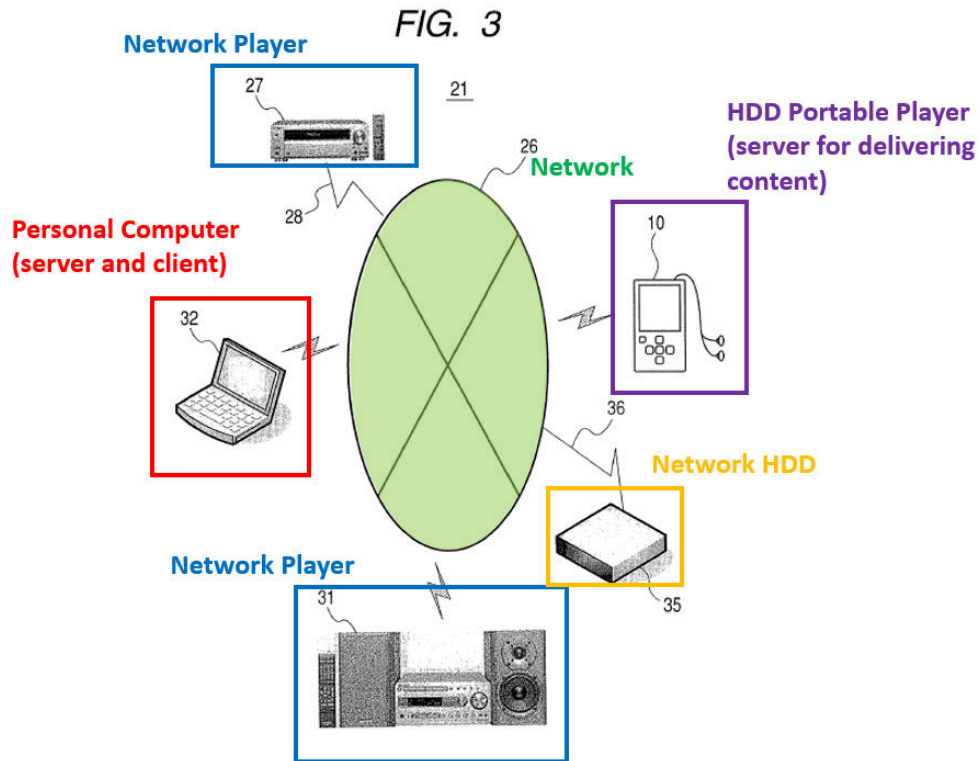 FIG. 3
Network Player
27
21
HDD Portable Player
(server for delivering
content)
26
Network
28
10
Personal Computer
(server and client)
32
36
Network HDD
Network Player
31
35